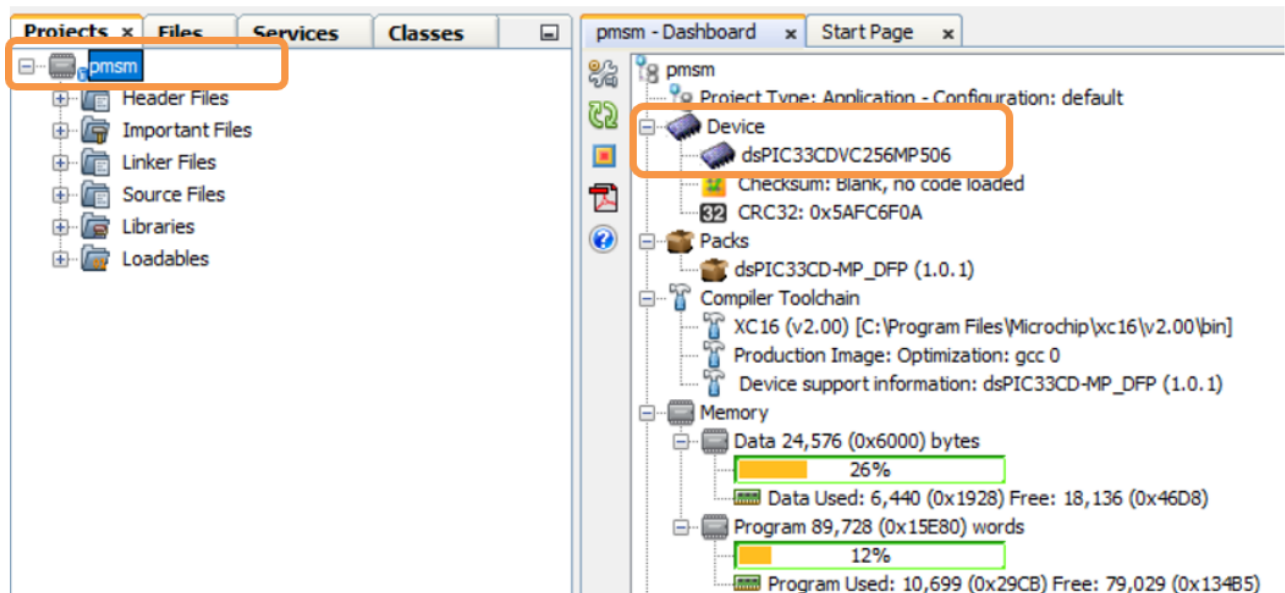 Projects × Files Services Classes
pmsm
Header Files
Important Files
Linker Files
Source Files
Libraries
Loadables
pmsm - Dashboard × Start Page ×
pmsm
Project Type: Application - Configuration: default
Device
dsPIC33CDVC256MP506
Checksum: Blank, no code loaded
32 CRC32: 0x5AFC6F0A
Packs
dsPIC33CD-MP_DFP (1.0.1)
Compiler Toolchain
XC16 (v2.00) [C:\Program Files\Microchip\xc16\v2.00\bin]
Production Image: Optimization: gcc 0
Device support information: dsPIC33CD-MP_DFP (1.0.1)
Memory
Data 24,576 (0x6000) bytes
26%
Data Used: 6,440 (0x1928) Free: 18,136 (0x46D8)
Program 89,728 (0x15E80) words
12%
Program Used: 10,699 (0x29CB) Free: 79,029 (0x134B5)